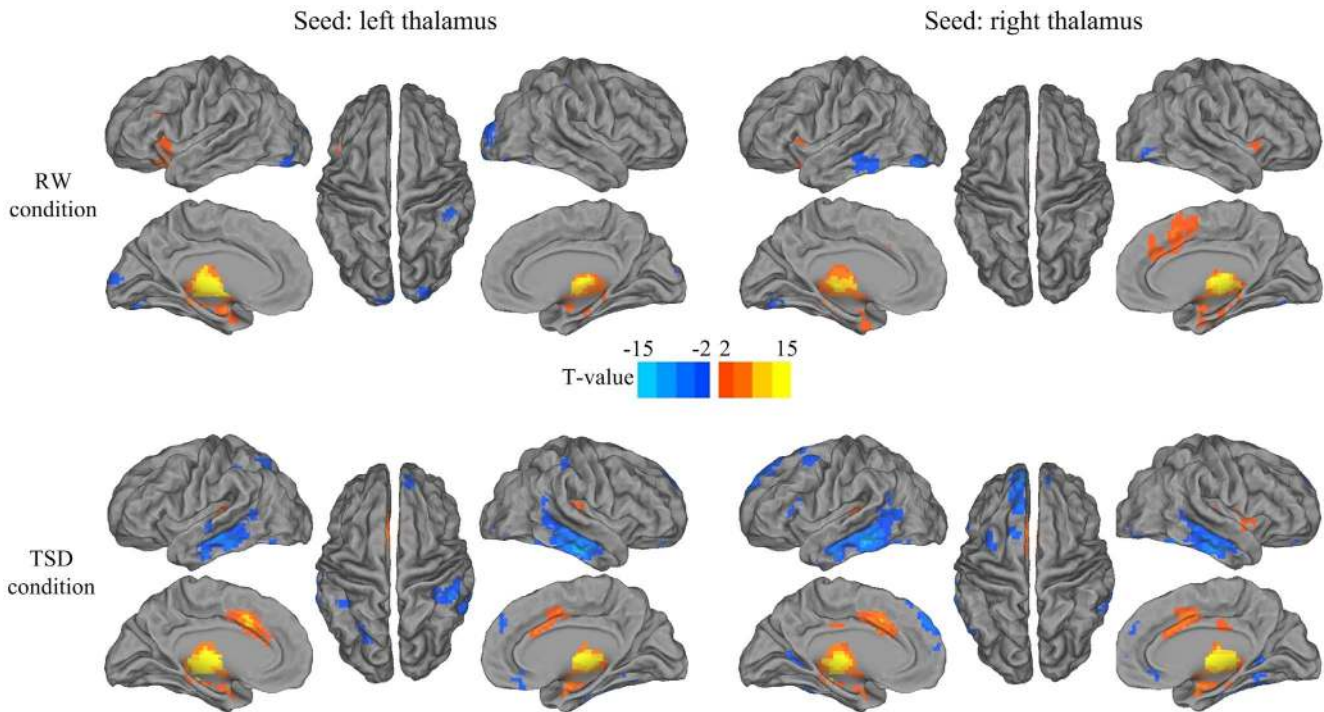 Seed: left thalamus
Seed: right thalamus
RW
condition
-15 -2 2 15
T-value
TSD
condition